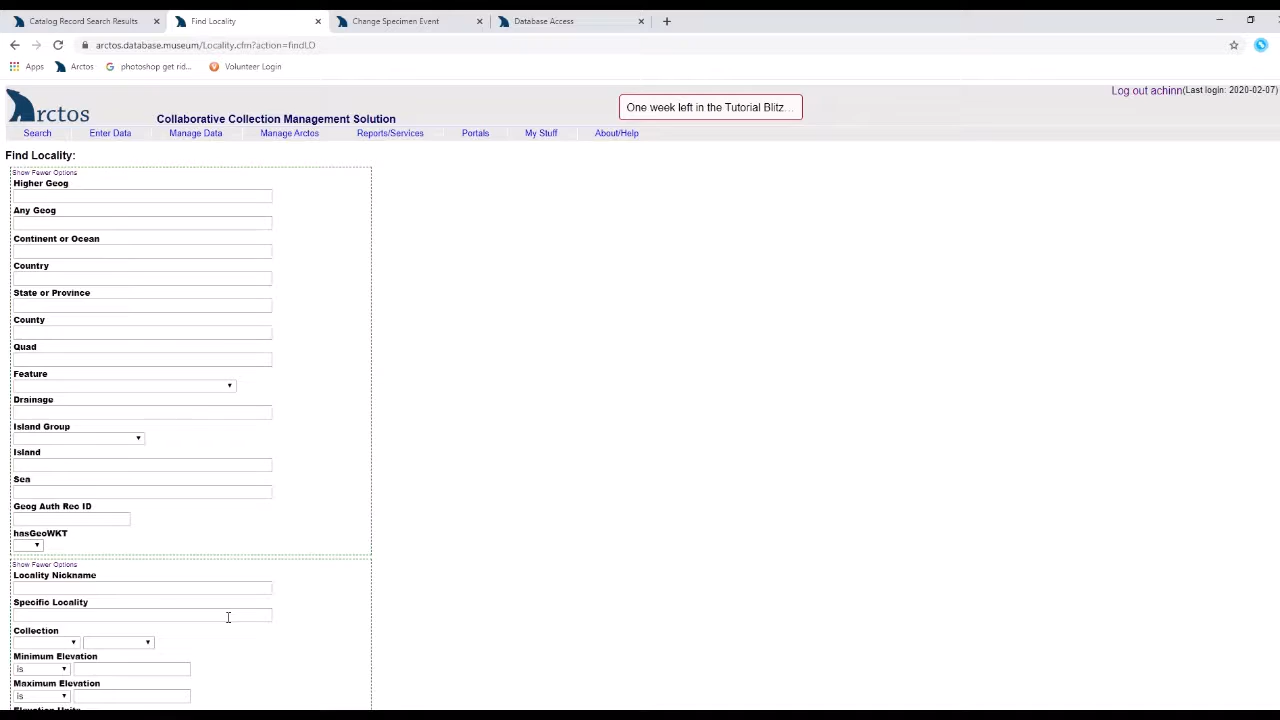 Catalog Record Search Results
Find Locality
Change Specimen Event
Database Access
arctos.database.museum/Locality.cfm?action=findLO
Apps
Arctos
photoshop get rid...
Volunteer Login
Log out achinn(Last login: 2020-02-07)
One week left in the Tutorial Blitz...
Arctos
Collaborative Collection Management Solution
Search
Enter Data
Manage Data
Manage Arctos
Reports/Services
Portals
My Stuff
About/Help
Find Locality:
Show Fewer Options
Higher Geog
Any Geog
Continent or Ocean
Country
State or Province
County
Quad
Feature
Drainage
Island Group
Island
Sea
Geog Auth Rec ID
hasGeoWKT
Show Fewer Options
Locality Nickname
Specific Locality
Collection
Minimum Elevation
is
Maximum Elevation
is